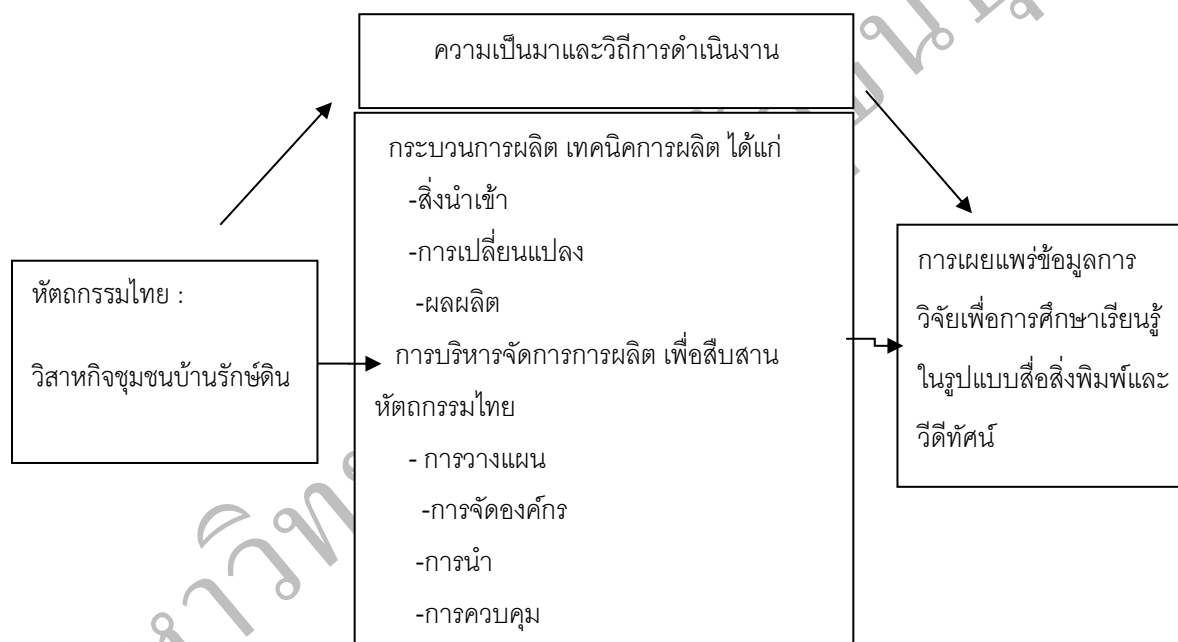 ความเป็นมาและวิถีการดำเนินงาน
กระบวนการผลิต เทคนิคการผลิต ได้แก่
-สิ่งนำเข้า
-การเปลี่ยนแปลง
-ผลผลิต
การบริหารจัดการการผลิต เพื่อสืบสาน
หัตถกรรมไทย
- การวางแผน
-การจัดองค์กร
-การนำ
-การควบคุม
หัตถกรรมไทย :
วิสาหกิจชุมชนบ้านรักษ์ดิน
การเผยแพร่ข้อมูลการ
วิจัยเพื่อการศึกษาเรียนรู้
ในรูปแบบสื่อสิ่งพิมพ์และ
วีดีทัศน์